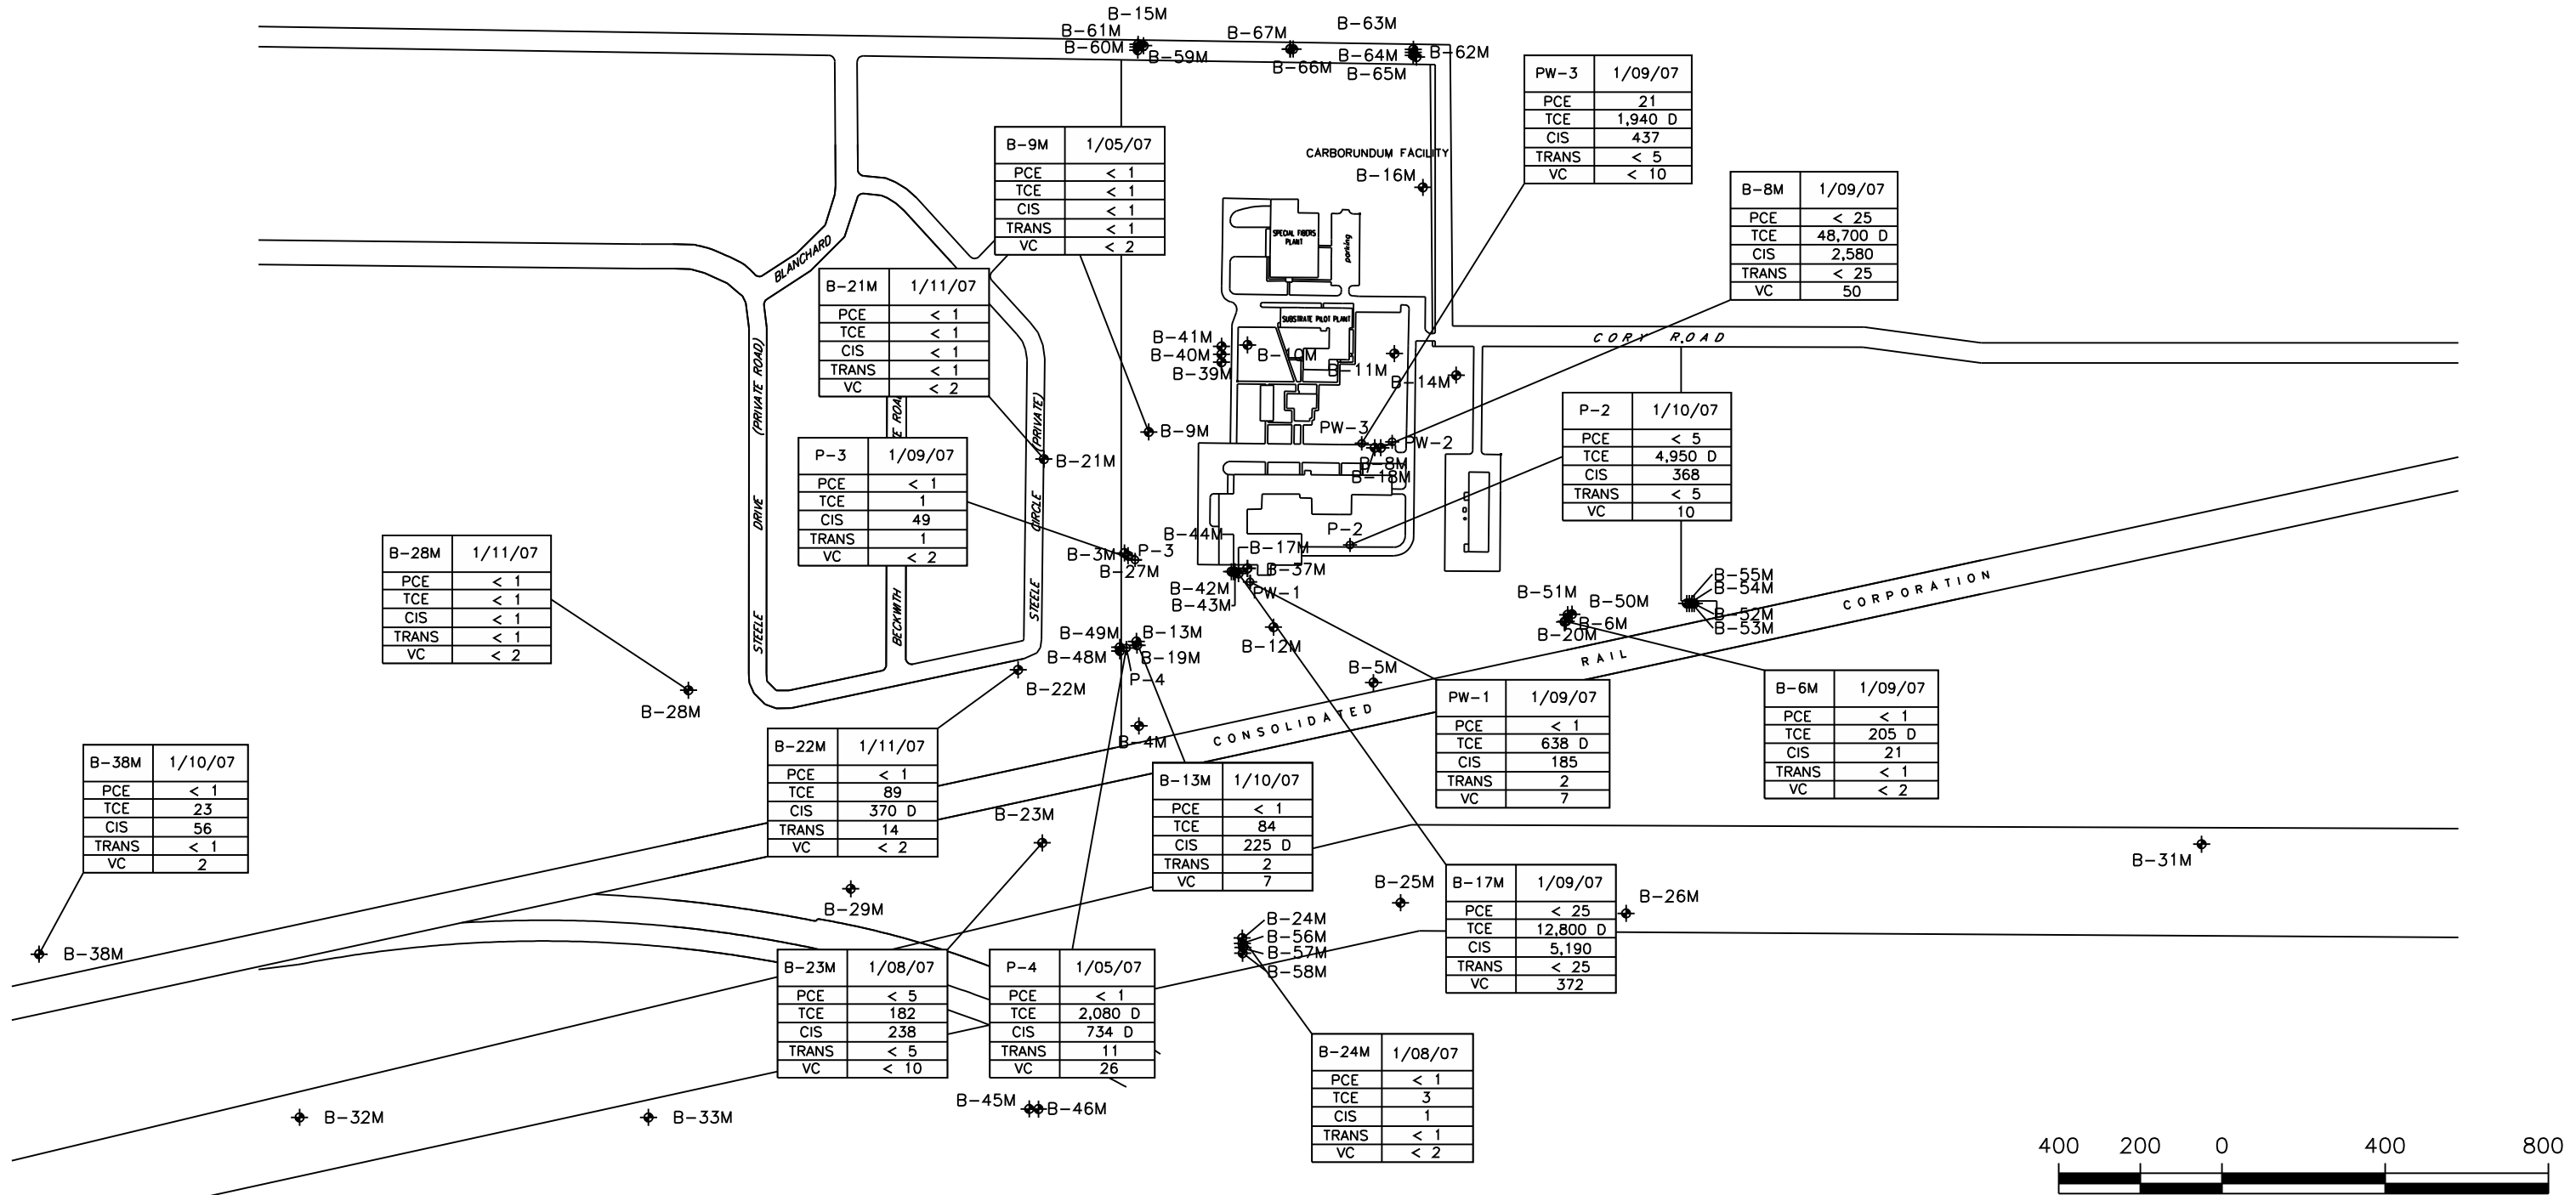 B-15M
B-61M
B-60M
B-59M
B-67M
B-66M
B-63M
B-64M
B-62M
B-65M
PW-3 1/09/07
PCE 21
TCE 1,940 D
CIS 437
TRANS < 5
VC < 10
B-9M 1/05/07
PCE < 1
TCE < 1
CIS < 1
TRANS < 1
VC < 2
CARBORUNDUM FACILITY
B-16M
B-8M 1/09/07
PCE < 25
TCE 48,700 D
CIS 2,580
TRANS < 25
VC 50
SPECIAL FIBERS
PLANT
parking
BLANCHARD
B-21M 1/11/07
PCE < 1
TCE < 1
CIS < 1
TRANS < 1
VC < 2
SUBSTRATE PILOT PLANT
B-41M
B-40M
B-39M
B-10M
B-11M
B-14M
CORY ROAD
P-2 1/10/07
PCE < 5
TCE 4,950 D
CIS 368
TRANS < 5
VC 10
STEELE DRIVE (PRIVATE ROAD)
BECKWITH
E ROA
STEELE CIRCLE (PRIVATE)
B-9M
B-21M
PW-3
PW-2
B-8M
B-18M
P-3 1/09/07
PCE < 1
TCE 1
CIS 49
TRANS 1
VC < 2
P-2
B-44M
B-17M
B-37M
B-3M
P-3
B-27M
B-42M
B-43M
PW-1
B-28M 1/11/07
PCE < 1
TCE < 1
CIS < 1
TRANS < 1
VC < 2
B-28M
B-51M
B-50M
B-6M
B-20M
B-55M
B-54M
B-52M
B-53M
CONSOLIDATED RAIL CORPORATION
B-49M
B-13M
B-48M
B-19M
P-4
B-12M
B-5M
B-22M
B-4M
PW-1 1/09/07
PCE < 1
TCE 638 D
CIS 185
TRANS 2
VC 7
B-6M 1/09/07
PCE < 1
TCE 205 D
CIS 21
TRANS < 1
VC < 2
B-38M 1/10/07
PCE < 1
TCE 23
CIS 56
TRANS < 1
VC 2
B-22M 1/11/07
PCE < 1
TCE 89
CIS 370 D
TRANS 14
VC < 2
B-13M 1/10/07
PCE < 1
TCE 84
CIS 225 D
TRANS 2
VC 7
B-23M
B-29M
B-31M
B-25M
B-17M 1/09/07
PCE < 25
TCE 12,800 D
CIS 5,190
TRANS < 25
VC 372
B-26M
B-24M
B-56M
B-57M
B-58M
B-38M
B-23M 1/08/07
PCE < 5
TCE 182
CIS 238
TRANS < 5
VC < 10
P-4 1/05/07
PCE < 1
TCE 2,080 D
CIS 734 D
TRANS 11
VC 26
B-24M 1/08/07
PCE < 1
TCE 3
CIS 1
TRANS < 1
VC < 2
B-45M
B-46M
B-32M
B-33M
400 200 0 400 800